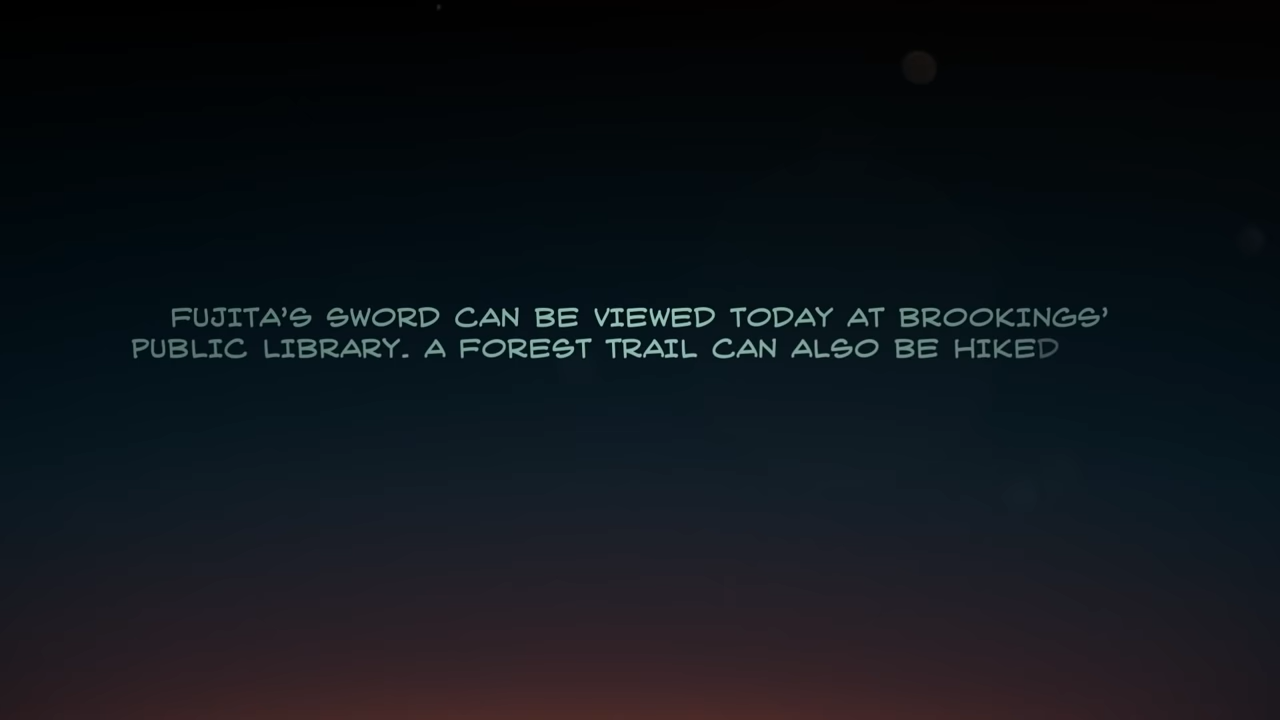 FUJITA'S SWORD CAN BE VIEWED TODAY AT BROOKINGS'
PUBLIC LIBRARY. A FOREST TRAIL CAN ALSO BE HIKED